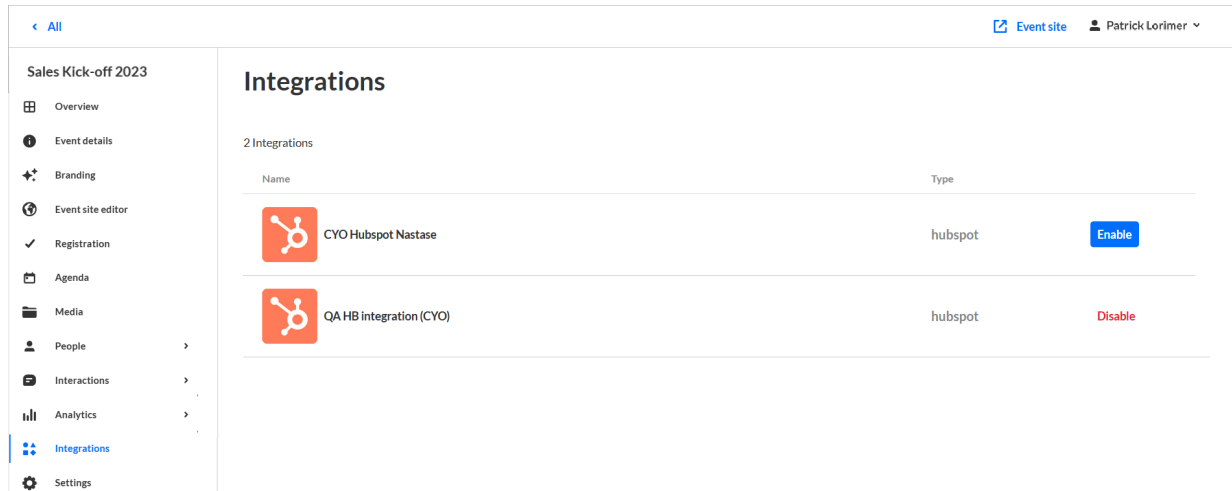 All
Event site
Patrick Lorimer
Sales Kick-off 2023
Overview
Event details
Branding
Event site editor
Registration
Agenda
Media
People
Interactions
Analytics
Integrations
Settings
Integrations
2 Integrations
Name Type
CYO Hubspot Nastase hubspot Enable
QA HB integration (CYO) hubspot Disable